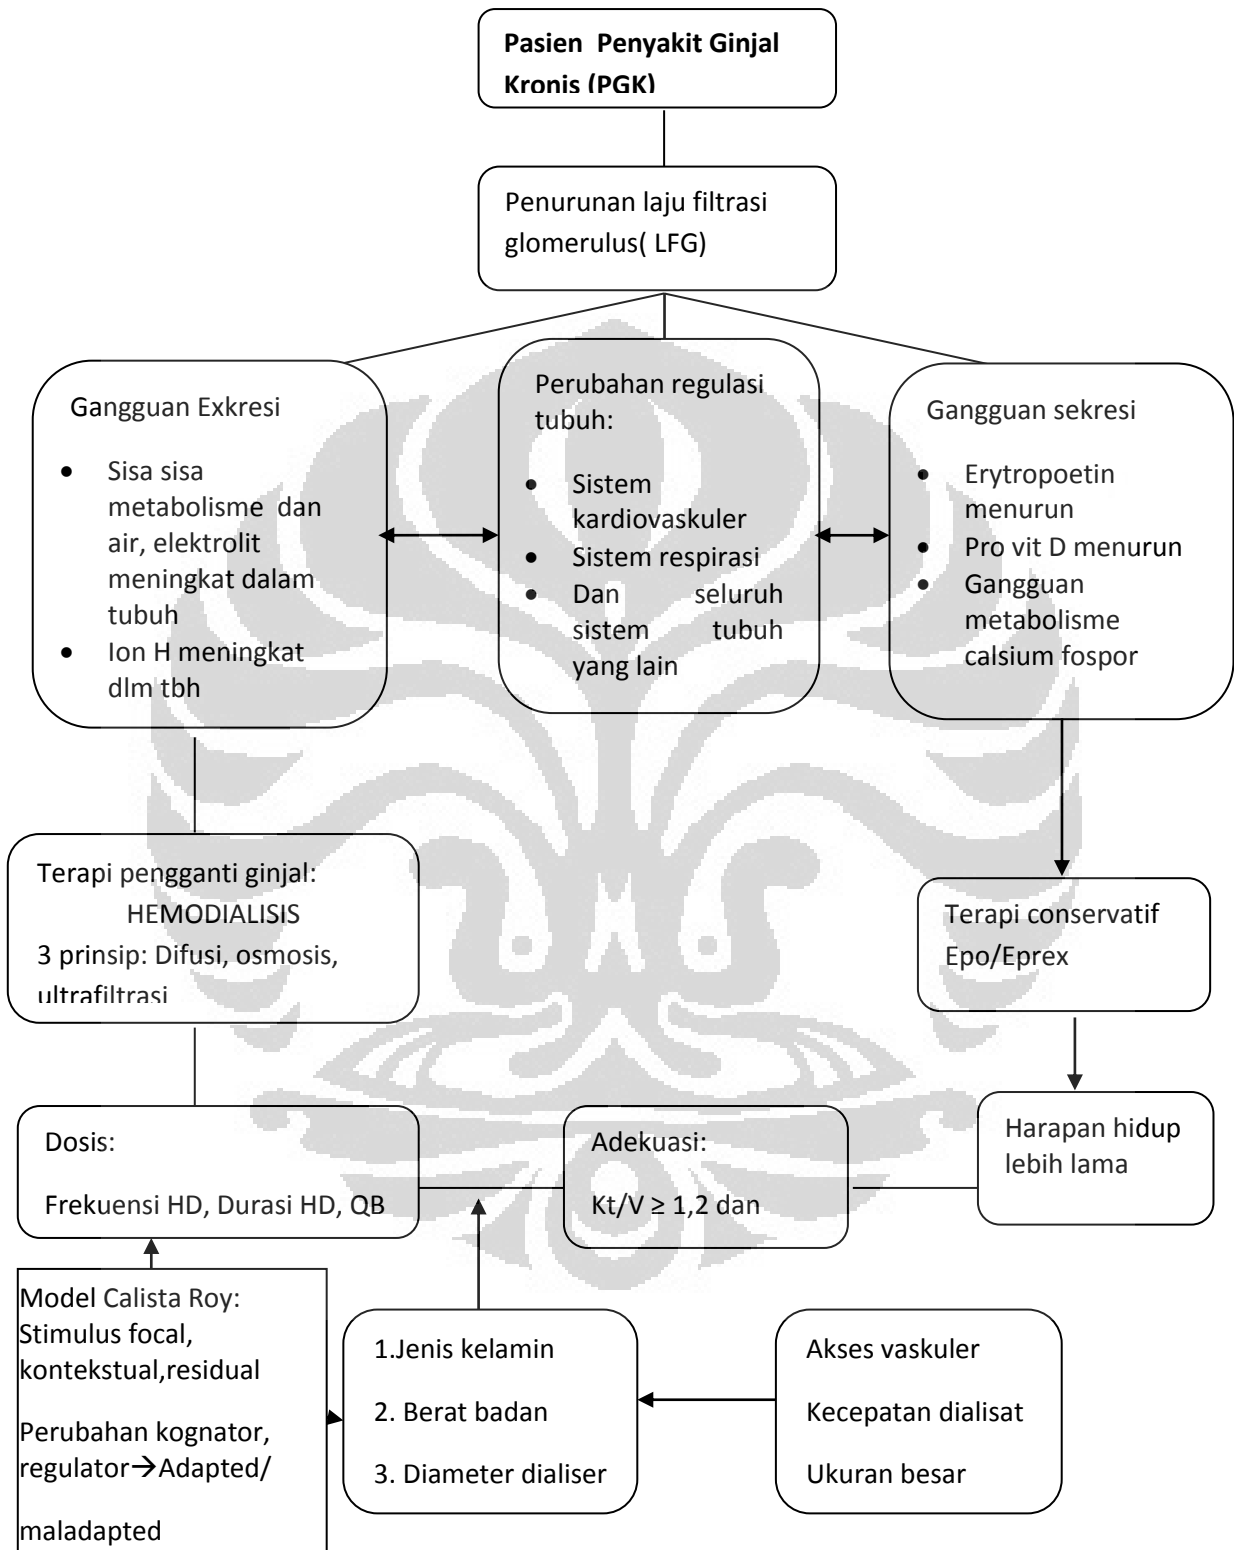 Pasien Penyakit Ginjal
Kronis (PGK)
Penurunan laju filtrasi
glomerulus( LFG)
Gangguan Exkresi
• Sisa sisa
metabolisme dan
air, elektrolit
meningkat dalam
tubuh
• Ion H meningkat
dlm tbh
Perubahan regulasi
tubuh:
• Sistem
kardiovaskuler
• Sistem respirasi
• Dan seluruh
sistem tubuh
yang lain
Gangguan sekresi
• Erytropoetin
menurun
• Pro vit D menurun
• Gangguan
metabolisme
calsium fospor
Terapi pengganti ginjal:
HEMODIALISIS
3 prinsip: Difusi, osmosis,
ultrafiltrasi
Terapi conservatif
Epo/Eprex
Dosis:
Frekuensi HD, Durasi HD, QB
Adekuasi:
Kt/V ≥ 1,2 dan
Harapan hidup
lebih lama
Model Calista Roy:
Stimulus focal,
kontekstual,residual
Perubahan kognator,
regulator→Adapted/
maladapted
1.Jenis kelamin
2. Berat badan
3. Diameter dialiser
Akses vaskuler
Kecepatan dialisat
Ukuran besar